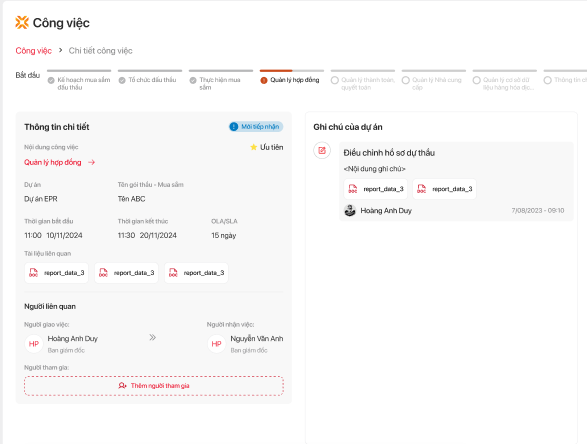 Công việc
Công việc > Chi tiết công việc
Bắt đầu
Kế hoạch mua sắm
đấu thầu
Tổ chức đấu thầu
Thực hiện mua
sắm
Quản lý hợp đồng
Quản lý thanh toán,
quyết toán
Quản lý Nhà cung
cấp
Quản lý cơ sở dữ
liệu hàng hóa dịc...
Thông tin ch
Thông tin chi tiết
Mới tiếp nhận
Nội dung công việc
Ưu tiên
Quản lý hợp đồng →
Dự án
Tên gói thầu - Mua sắm
Dự án EPR
Tên ABC
Thời gian bắt đầu
Thời gian kết thúc
OLA/SLA
11:00 10/11/2024
11:30 20/11/2024
15 ngày
Tài liệu liên quan
DOC report_data_3
DOC report_data_3
DOC report_data_3
Người liên quan
Người giao việc:
Người nhận việc:
HP
Hoàng Anh Duy
Ban giám đốc
HP
Nguyễn Vân Anh
Ban giám đốc
Người tham gia:
Thêm người tham gia
Ghi chú của dự án
Điều chỉnh hồ sơ dự thầu
<Nội dung ghi chú>
DOC report_data_3
DOC report_data_3
Hoàng Anh Duy
7/08/2023 - 09:10